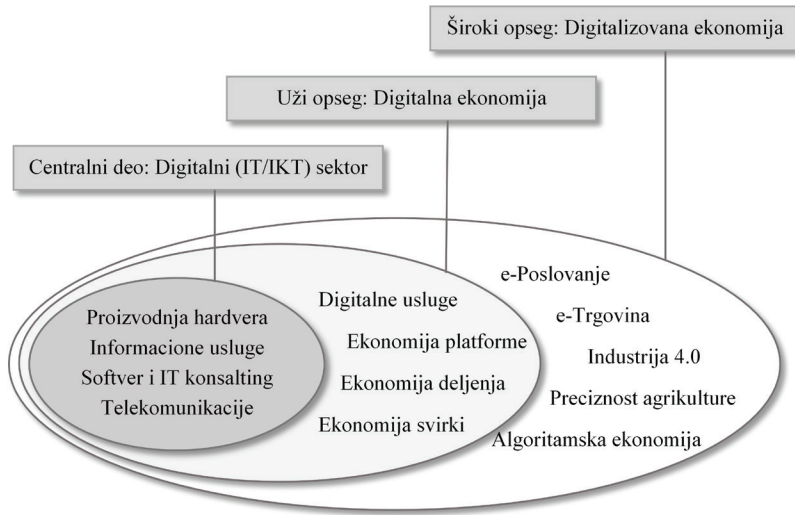 Široki opseg: Digitalizovana ekonomija
Uži opseg: Digitalna ekonomija
Centralni deo: Digitalni (IT/IKT) sektor
Proizvodnja hardvera
Informacione usluge
Softver i IT konsalting
Telekomunikacije
Digitalne usluge
Ekonomija platforme
Ekonomija deljenja
Ekonomija svirki
e-Poslovanje
e-Trgovina
Industrija 4.0
Preciznost agrikulture
Algoritamska ekonomija